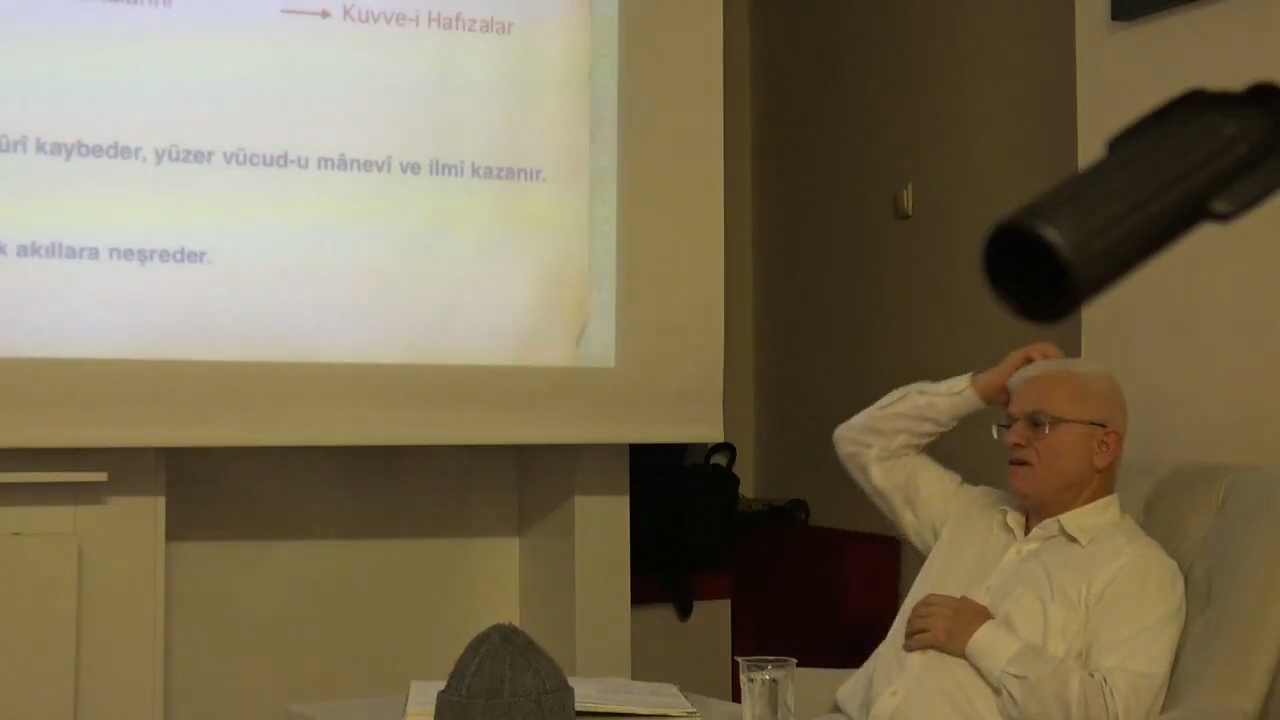 Kuvve-i Hafızalar
kaybeder, yüzer vücud-u mânevî ve ilmî kazanır.
akıllara neşreder.